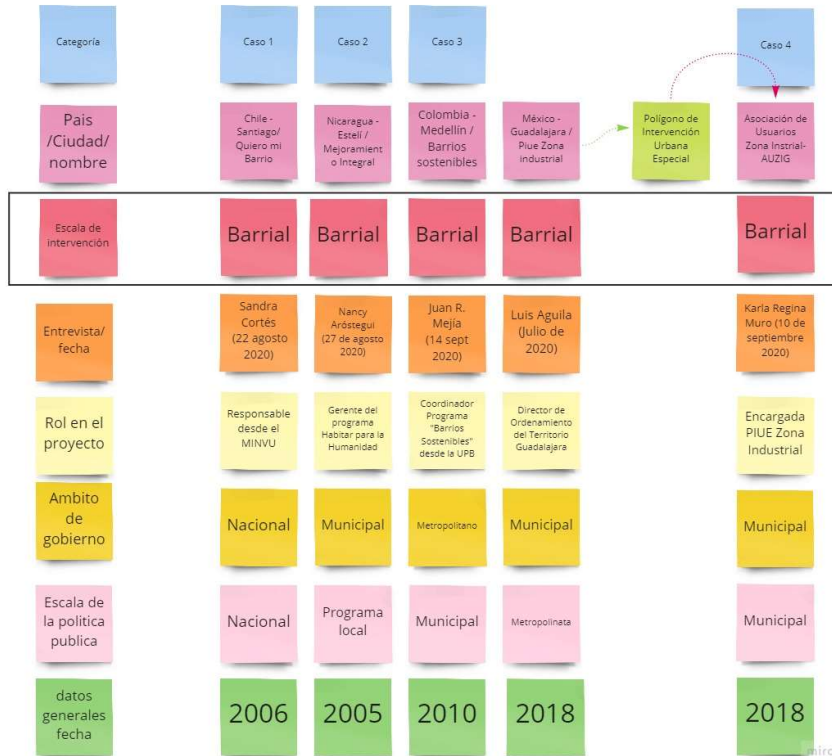 Categoría
Caso 1
Caso 2
Caso 3
Caso 4
Pais
/Ciudad/
nombre
Chile -
Santiago/
Quiero mi
Barrio
Nicaragua -
Estelí /
Mejoramient
o Integral
Colombia -
Medellín /
Barrios
sostenibles
México -
Guadalajara /
Piue Zona
industrial
Polígono de
Intervención
Urbana
Especial
Asociación de
Usuarios
Zona Instrial-
AUZIG
Escala de
intervención
Barrial
Barrial
Barrial
Barrial
Barrial
Entrevista/
fecha
Sandra
Cortés
(22 agosto
2020)
Nancy
Aróstegui
(27 de agosto
2020)
Juan R.
Mejía
(14 sept
2020)
Luis Aguila
(Julio de
2020)
Karla Regina
Muro (10 de
septiembre
2020)
Rol en el
proyecto
Responsable
desde el
MINVU
Gerente del
programa
Habitar para la
Humanidad
Coordinador
Programa
"Barrios
Sostenibles"
desde la UPB
Director de
Ordenamiento
del Territorio
Guadalajara
Encargada
PIUE Zona
Industrial
Ambito
de
gobierno
Nacional
Municipal
Metropolitano
Municipal
Municipal
Escala de
la politica
publica
Nacional
Programa
local
Municipal
Metropolinata
Municipal
datos
generales
fecha
2006
2005
2010
2018
2018
miro